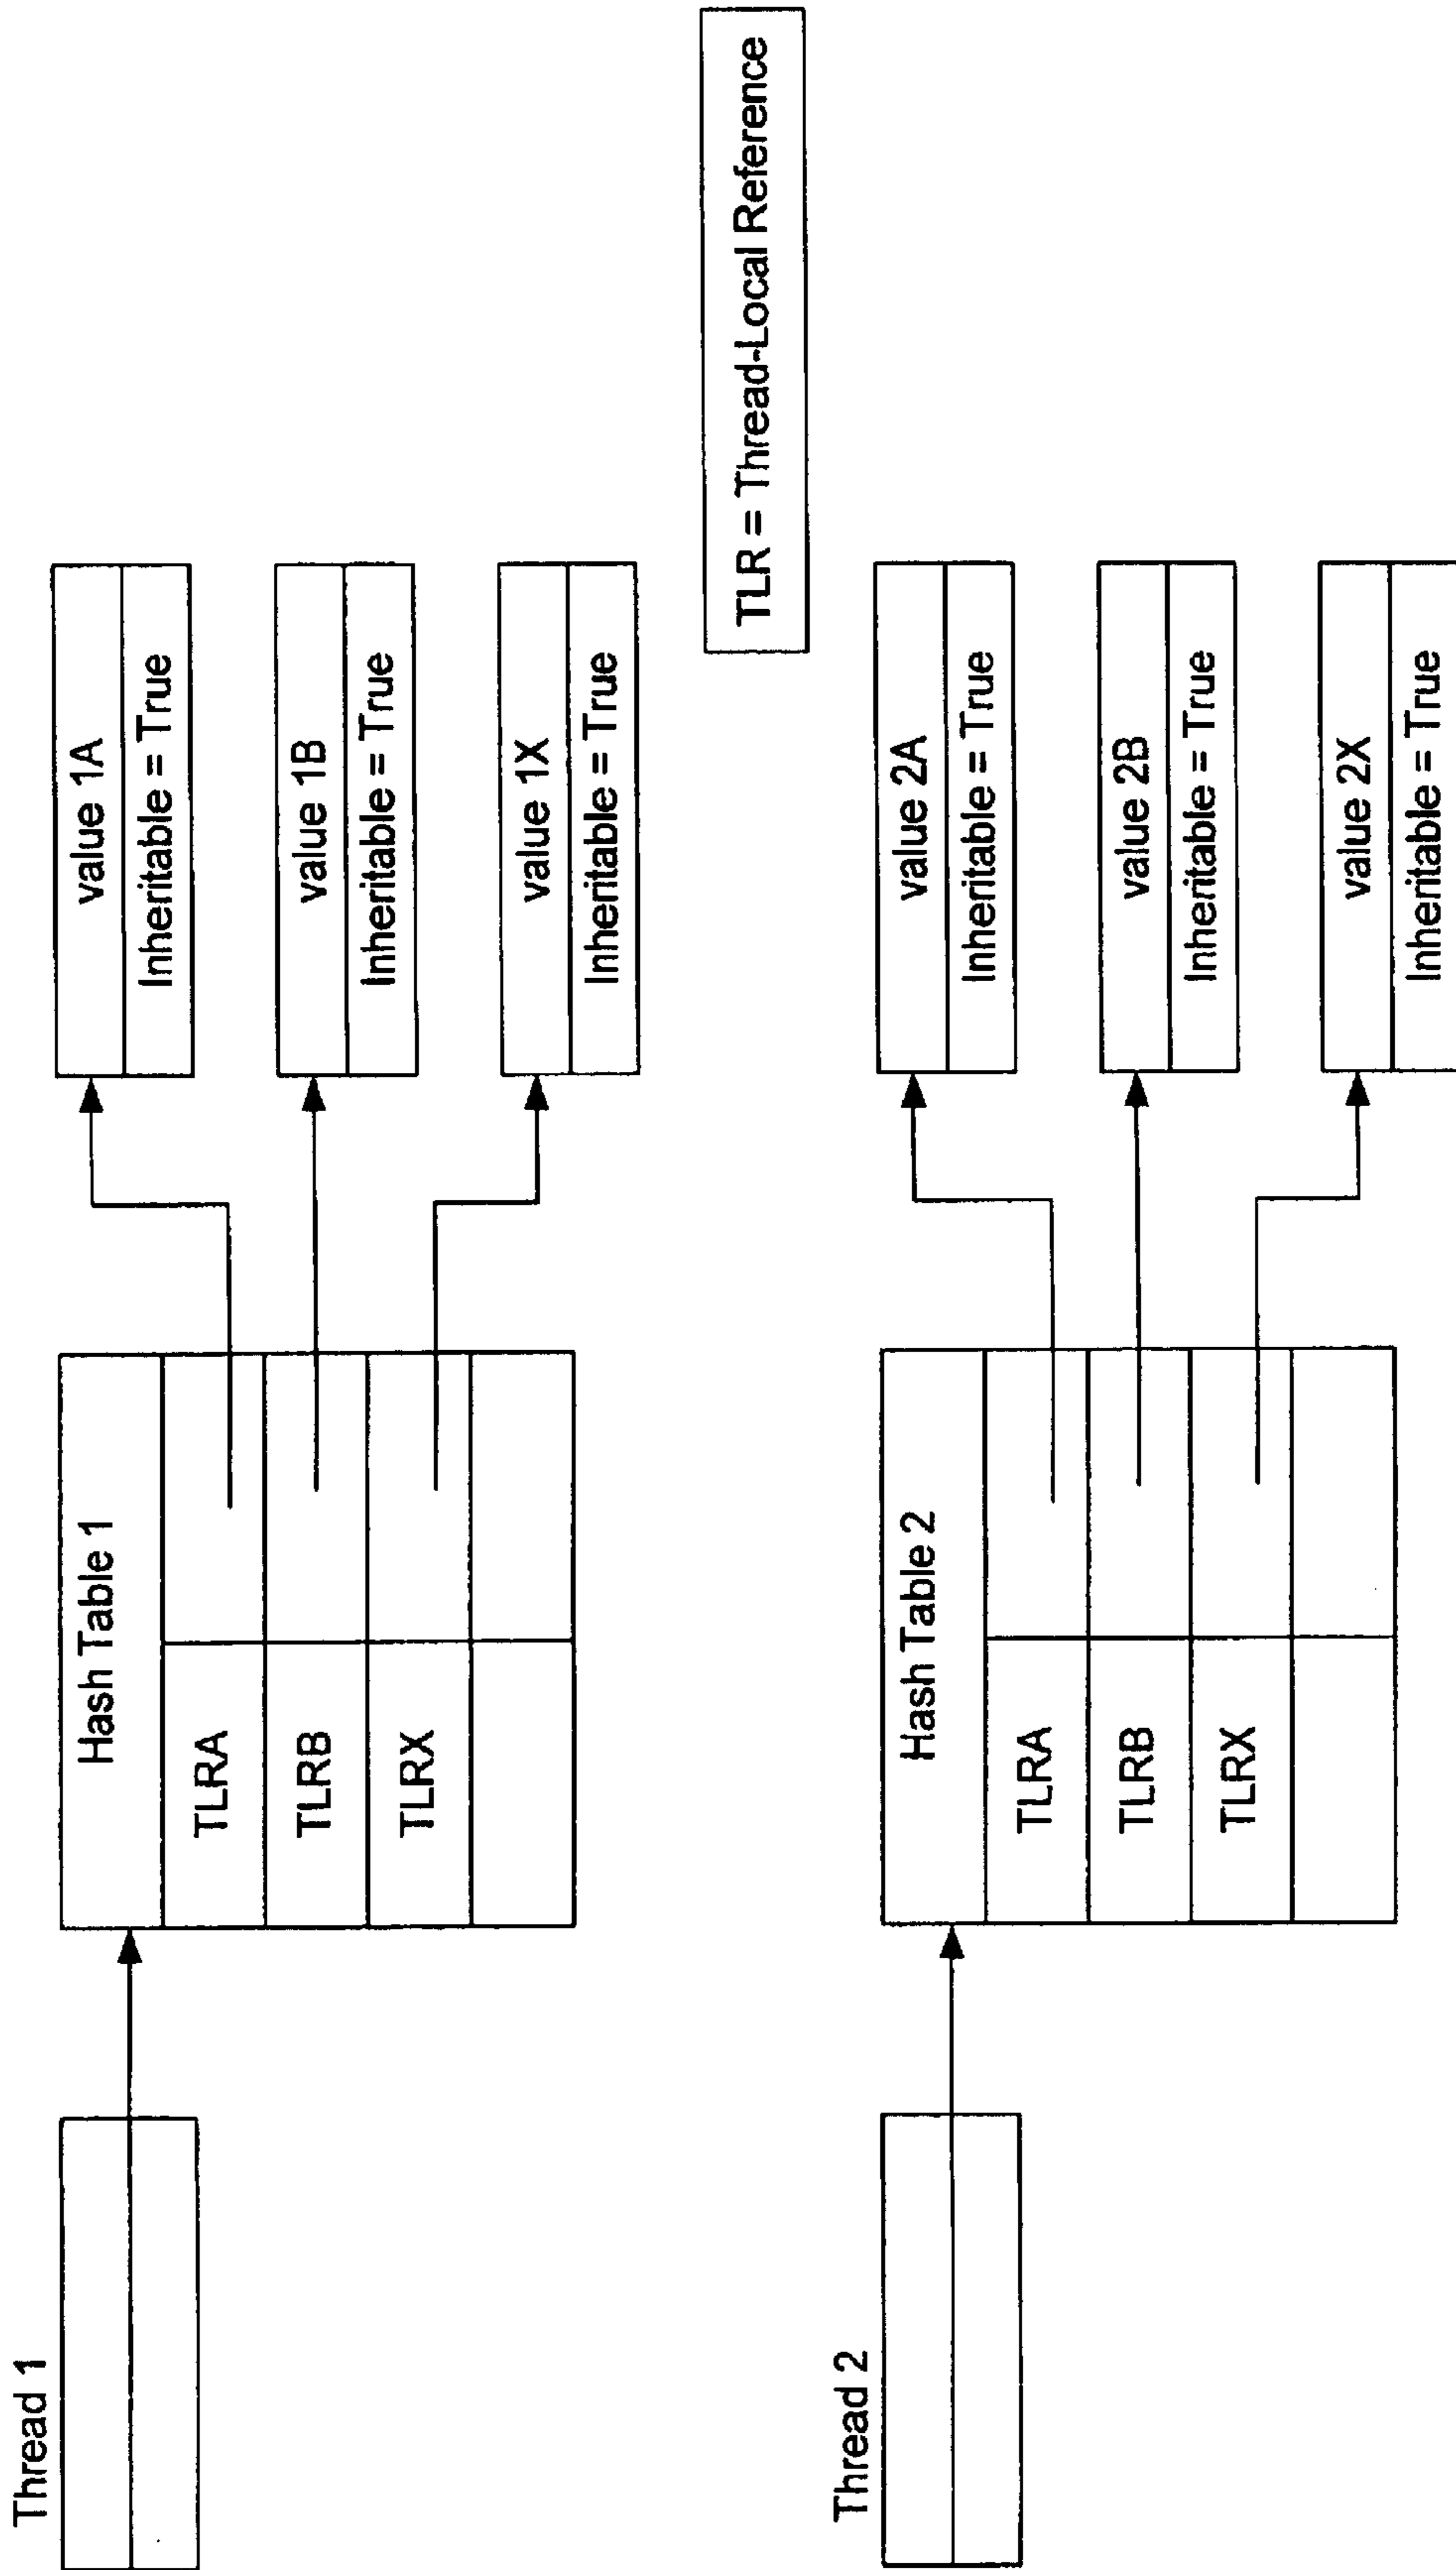 Thread 1
Hash Table 1
TLRA
TLRB
TLRX
value 1A
Inheritable = True
value 1B
Inheritable = True
value 1X
Inheritable = True
TLR = Thread-Local Reference
Thread 2
Hash Table 2
TLRA
TLRB
TLRX
value 2A
Inheritable = True
value 2B
Inheritable = True
value 2X
Inheritable = True